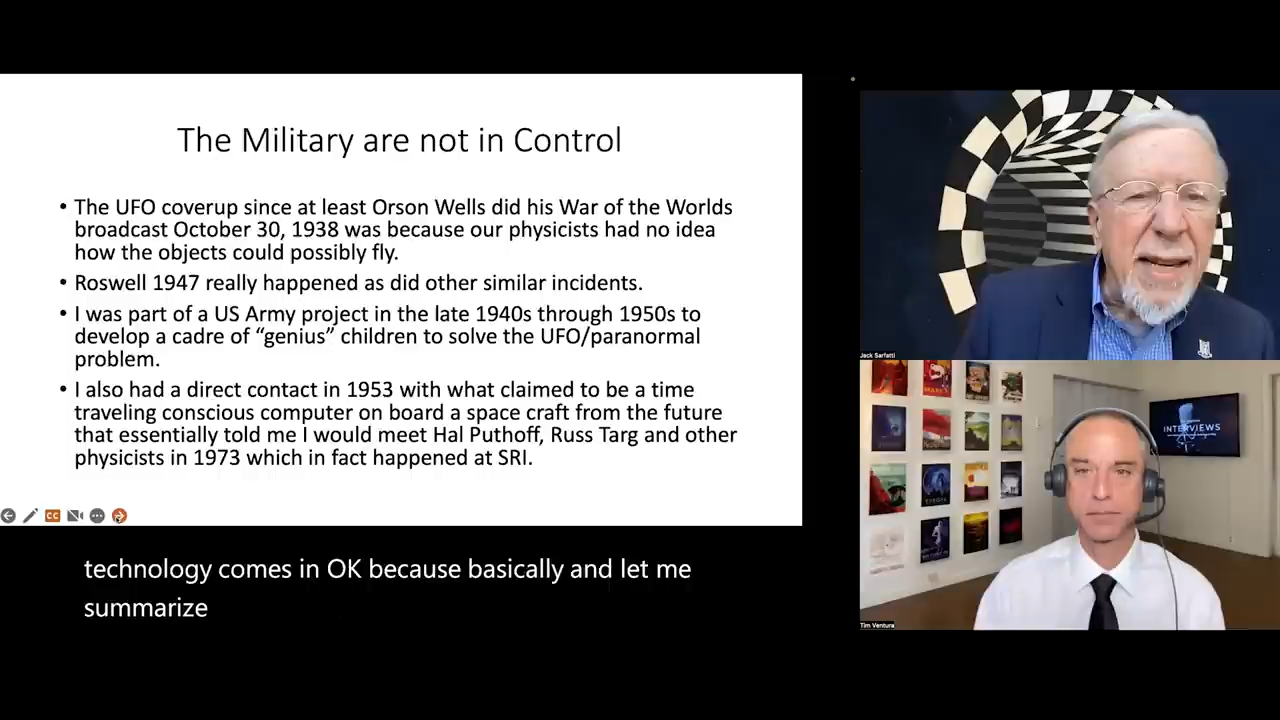 The Military are not in Control
• The UFO coverup since at least Orson Wells did his War of the Worlds
broadcast October 30, 1938 was because our physicists had no idea
how the objects could possibly fly.
• Roswell 1947 really happened as did other similar incidents.
• I was part of a US Army project in the late 1940s through 1950s to
develop a cadre of “genius” children to solve the UFO/paranormal
problem.
• I also had a direct contact in 1953 with what claimed to be a time
traveling conscious computer on board a space craft from the future
that essentially told me I would meet Hal Puthoff, Russ Targ and other
physicists in 1973 which in fact happened at SRI.
CC
technology comes in OK because basically and let me
summarize
Jack Sarfatti
INTERVIEWS
Tim Ventura